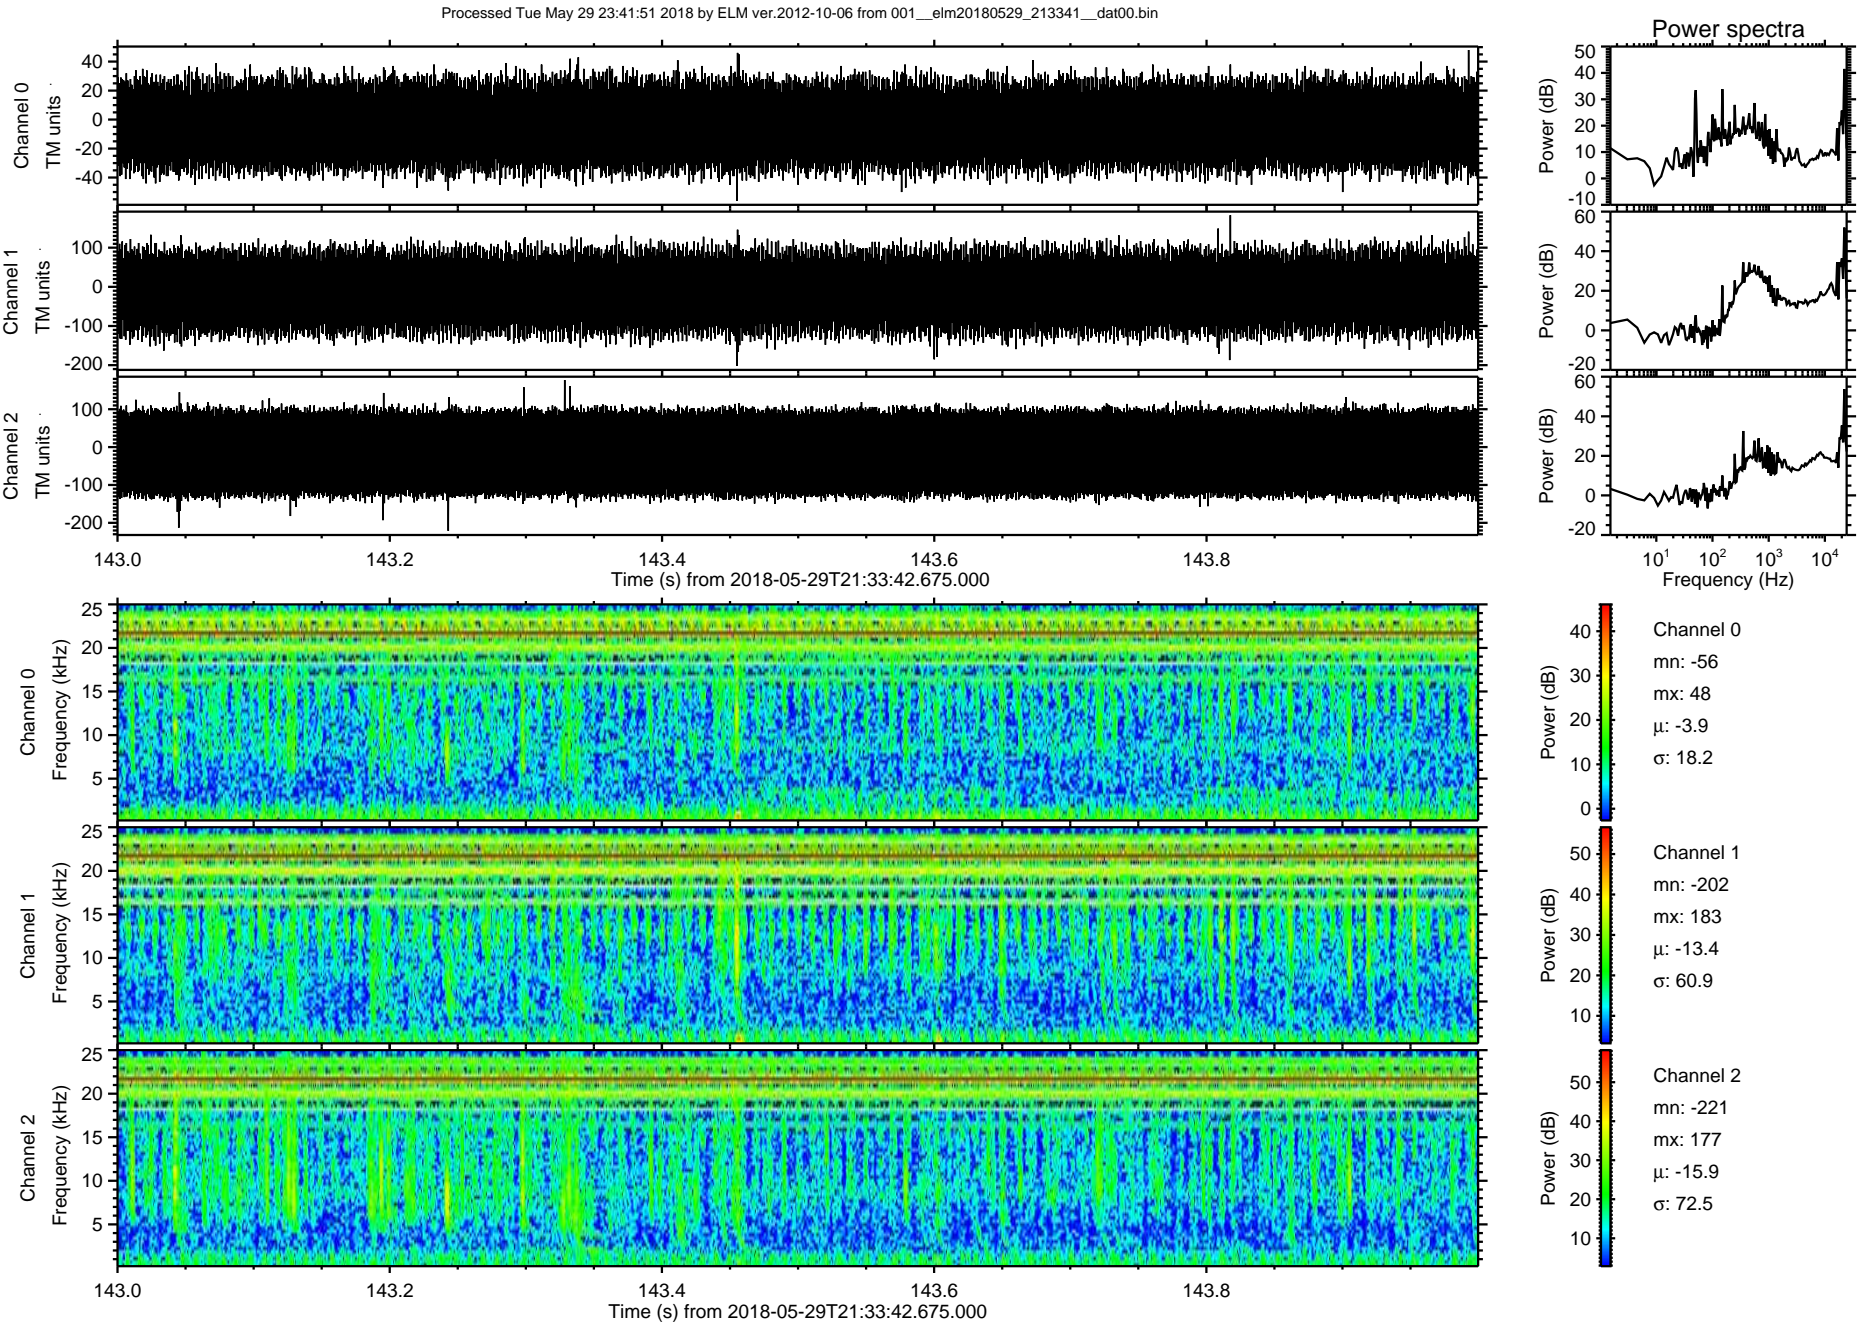 Processed Tue May 29 23:41:51 2018 by ELM ver.2012-10-06 from 001__elm20180529_213341__dat00.bin
Power spectra
Channel 0
TM units
40
20
0
-20
-40
Power (dB)
50
40
30
20
10
0
-10
Channel 1
TM units
100
0
-100
-200
Power (dB)
60
40
20
0
-20
Channel 2
TM units
100
0
-100
-200
Power (dB)
60
40
20
0
-20
143.0 143.2 143.4 143.6 143.8
Time (s) from 2018-05-29T21:33:42.675.000
10¹ 10² 10³ 10⁴
Frequency (Hz)
Channel 0
Frequency (kHz)
25
20
15
10
5
Power (dB)
40
30
20
10
0
Channel 0
mn: -56
mx: 48
μ: -3.9
σ: 18.2
Channel 1
Frequency (kHz)
25
20
15
10
5
Power (dB)
50
40
30
20
10
Channel 1
mn: -202
mx: 183
μ: -13.4
σ: 60.9
Channel 2
Frequency (kHz)
25
20
15
10
5
Power (dB)
50
40
30
20
10
Channel 2
mn: -221
mx: 177
μ: -15.9
σ: 72.5
143.0 143.2 143.4 143.6 143.8
Time (s) from 2018-05-29T21:33:42.675.000